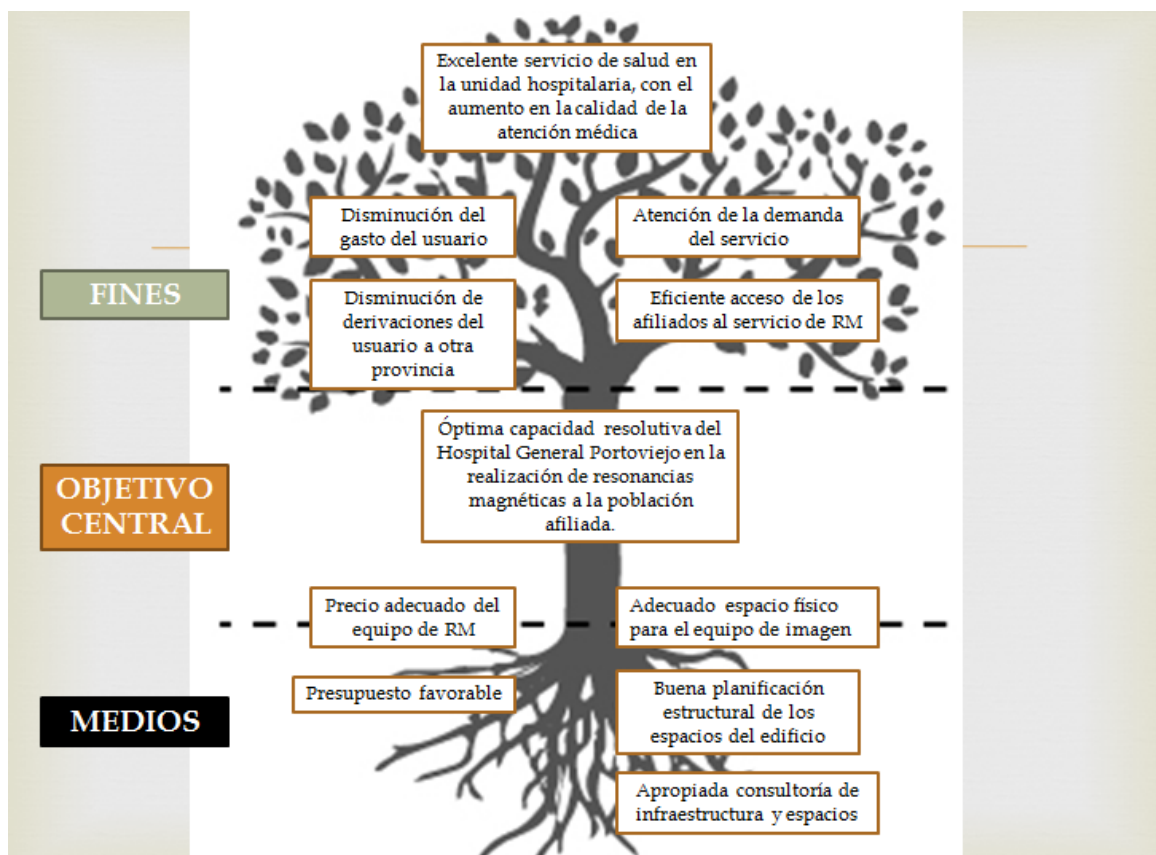 Excelente servicio de salud en
la unidad hospitalaria, con el
aumento en la calidad de la
atención médica
Disminución del
gasto del usuario
Atención de la demanda
del servicio
FINES
Disminución de
derivaciones del
usuario a otra
provincia
Eficiente acceso de los
afiliados al servicio de RM
Óptima capacidad resolutiva del
Hospital General Portoviejo en la
realización de resonancias
magnéticas a la población
afiliada.
OBJETIVO
CENTRAL
Precio adecuado del
equipo de RM
Adecuado espacio físico
para el equipo de imagen
Presupuesto favorable
Buena planificación
estructural de los
espacios del edificio
MEDIOS
Apropiada consultoría de
infraestructura y espacios